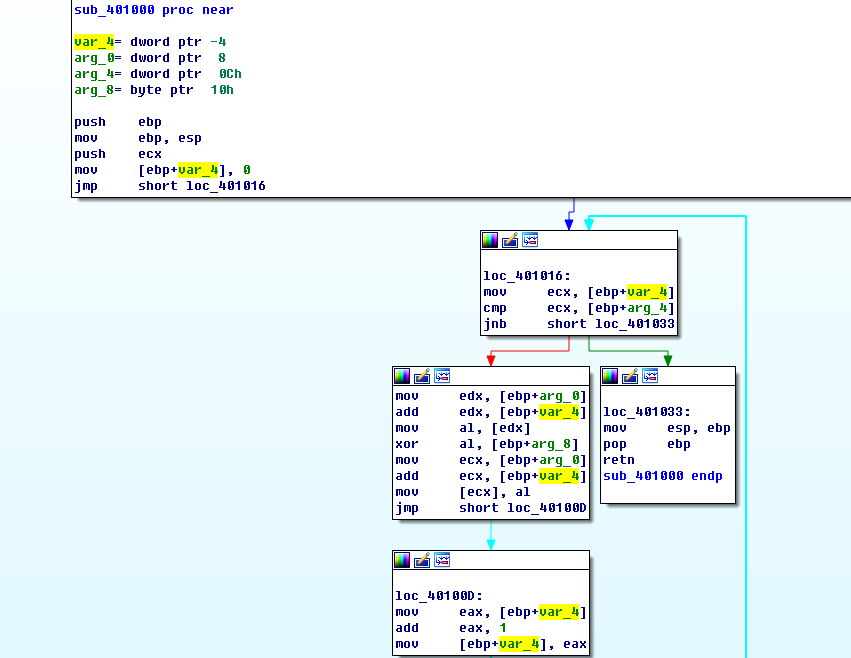 sub_401000 proc near
var_4= dword ptr -4
arg_0= dword ptr  8
arg_4= dword ptr  0Ch
arg_8= byte ptr  10h
push    ebp
mov     ebp, esp
push    ecx
mov     [ebp+var_4], 0
jmp     short loc_401016
loc_401016:
mov     ecx, [ebp+var_4]
cmp     ecx, [ebp+arg_4]
jnb     short loc_401033
mov     edx, [ebp+arg_0]
add     edx, [ebp+var_4]
mov     al, [edx]
xor     al, [ebp+arg_8]
mov     ecx, [ebp+arg_0]
add     ecx, [ebp+var_4]
mov     [ecx], al
jmp     short loc_40100D
loc_401033:
mov     esp, ebp
pop     ebp
retn
sub_401000 endp
loc_40100D:
mov     eax, [ebp+var_4]
add     eax, 1
mov     [ebp+var_4], eax